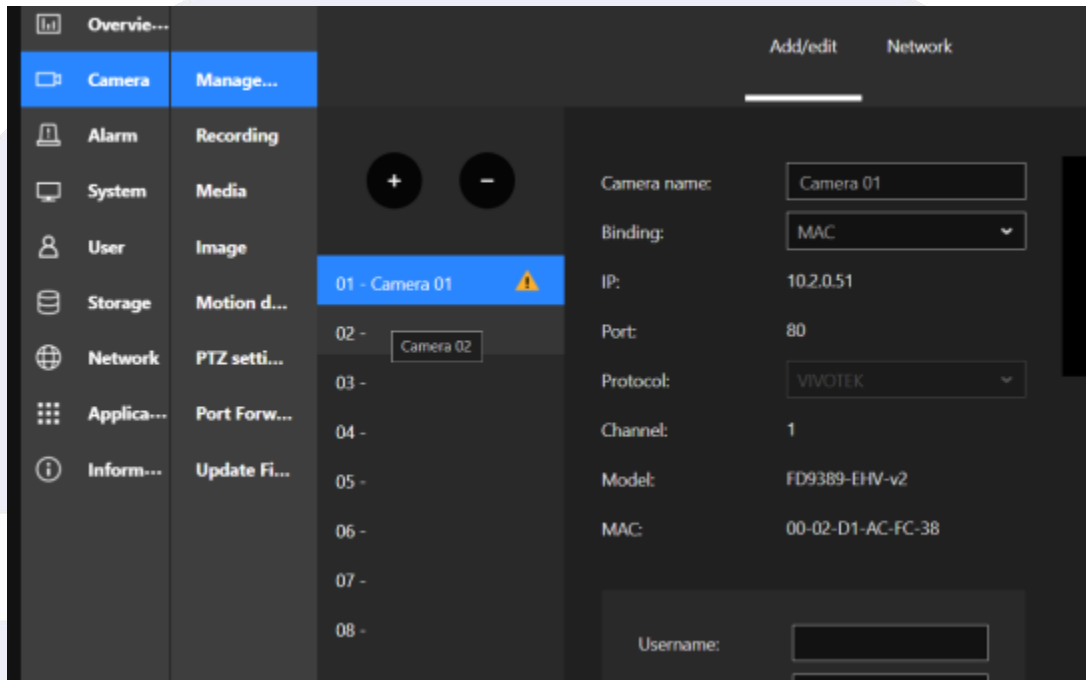 Overvie...
Camera
Alarm
System
User
Storage
Network
Applica...
Inform...
Manage...
Recording
Media
Image
Motion d...
PTZ setti...
Port Forw...
Update Fi...
+ −
01 - Camera 01
02 -
Camera 02
03 -
04 -
05 -
06 -
07 -
08 -
Add/edit Network
Camera name: Camera 01
Binding: MAC
IP: 10.2.0.51
Port: 80
Protocol: VIVOTEK
Channel: 1
Model: FD9389-EHV-v2
MAC: 00-02-D1-AC-FC-38
Username: